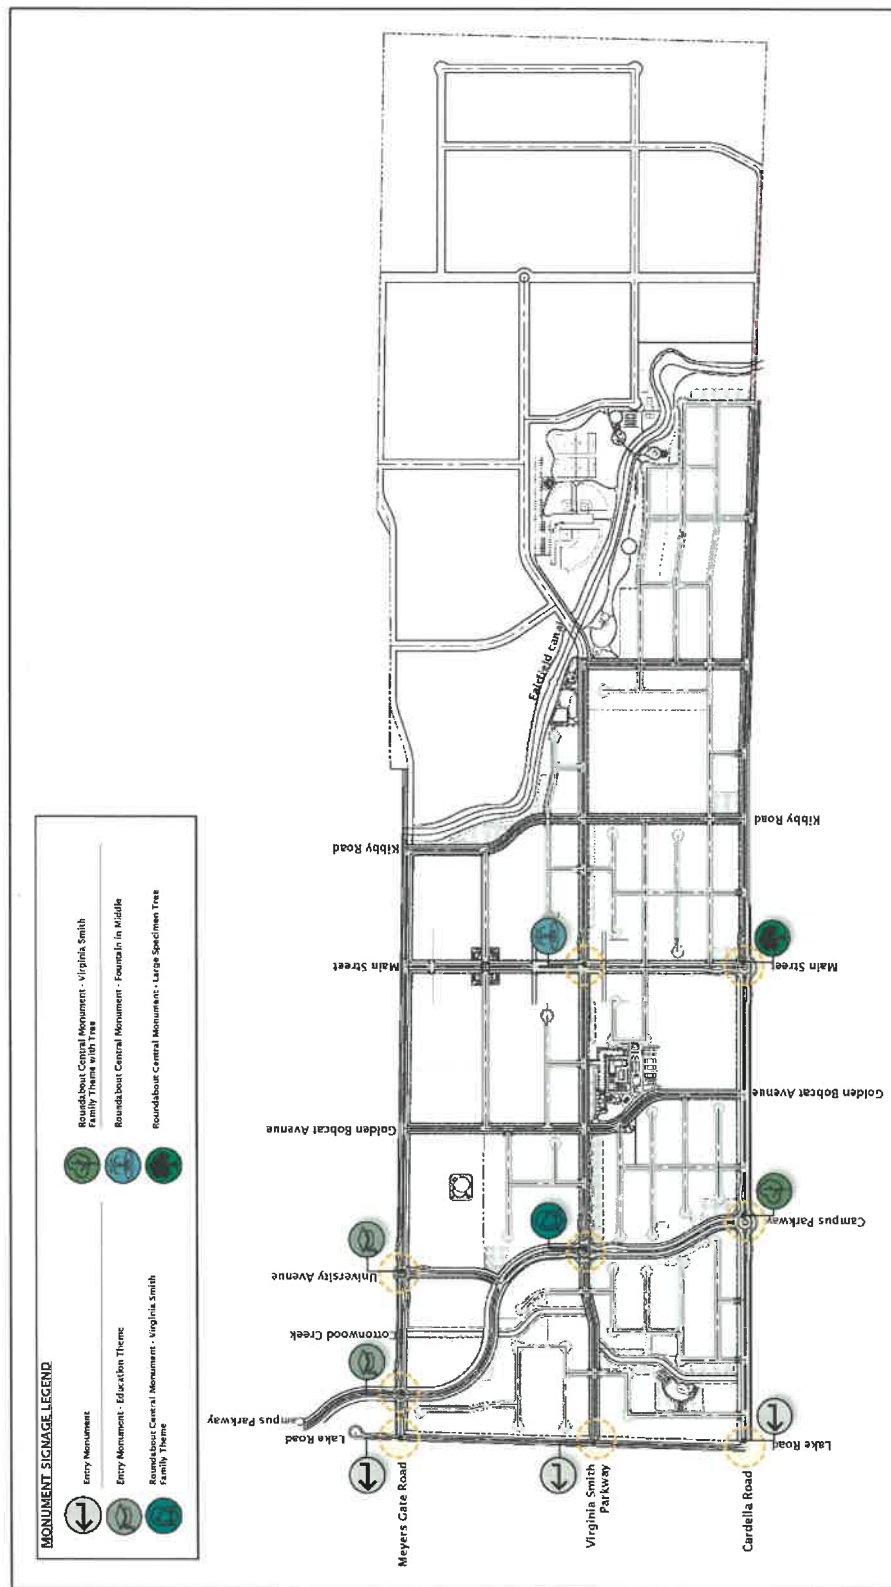 MONUMENT SIGNAGE LEGEND
Entry Monument
Entry Monument - Education Theme
Roundabout Central Monument - Virginia Smith
Family Theme
Roundabout Central Monument - Virginia Smith
Family Theme with Tree
Roundabout Central Monument - Fountain in Middle
Roundabout Central Monument - Large Specimen Tree
Campus Parkway
Lake Road
Cottonwood Creek
University Avenue
Golden Bobcat Avenue
Main Street
Kibby Road
Fairfield canal
Meyers Gate Road
Virginia Smith
Parkway
Cardella Road
Lake Road
Campus Parkway
Golden Bobcat Avenue
Main Street
Kibby Road